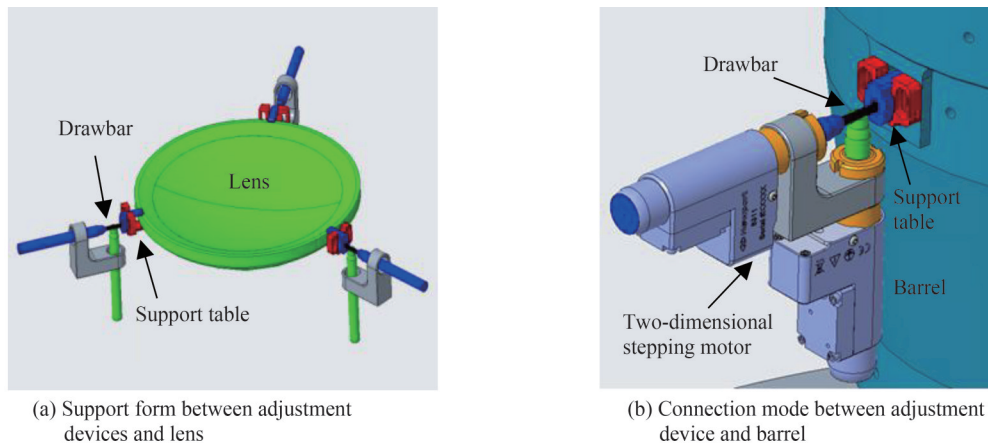 Drawbar
Lens
Support table
(a) Support form between adjustment
devices and lens
Drawbar
Support
table
Barrel
Two-dimensional
stepping motor
(b) Connection mode between adjustment
device and barrel